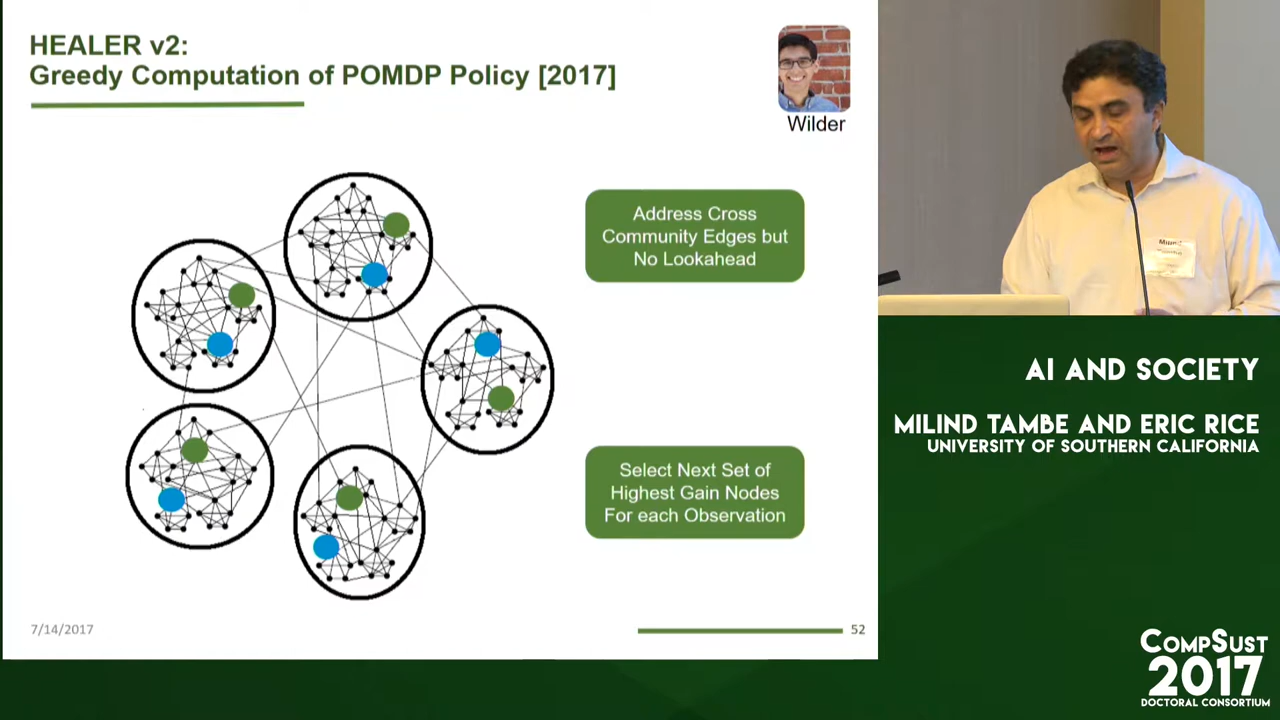 HEALER v2:
Greedy Computation of POMDP Policy [2017]
Wilder
Address Cross
Community Edges but
No Lookahead
Select Next Set of
Highest Gain Nodes
For each Observation
7/14/2017
52
AI AND SOCIETY
MILIND TAMBE AND ERIC RICE
UNIVERSITY OF SOUTHERN CALIFORNIA
COMPSUST
2017
DOCTORAL CONSORTIUM